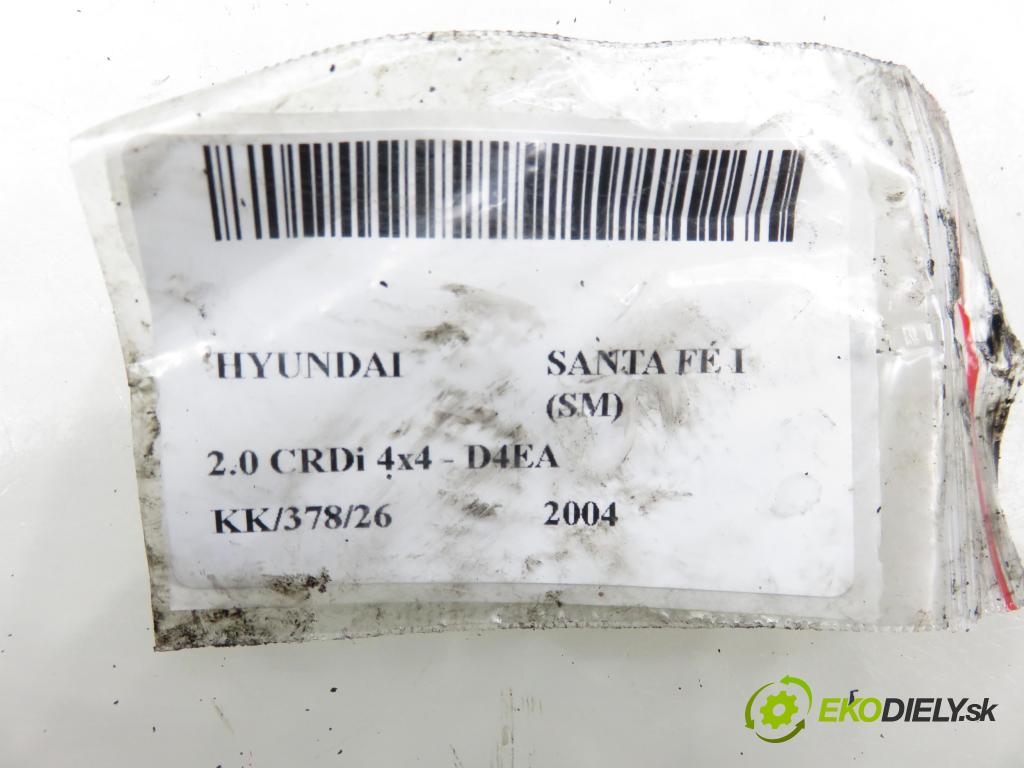 HYUNDAI SANTA FÉ I
(SM)
2.0 CRDi 4x4 - D4EA
KK/378/26 2004
EKODIELY.sk